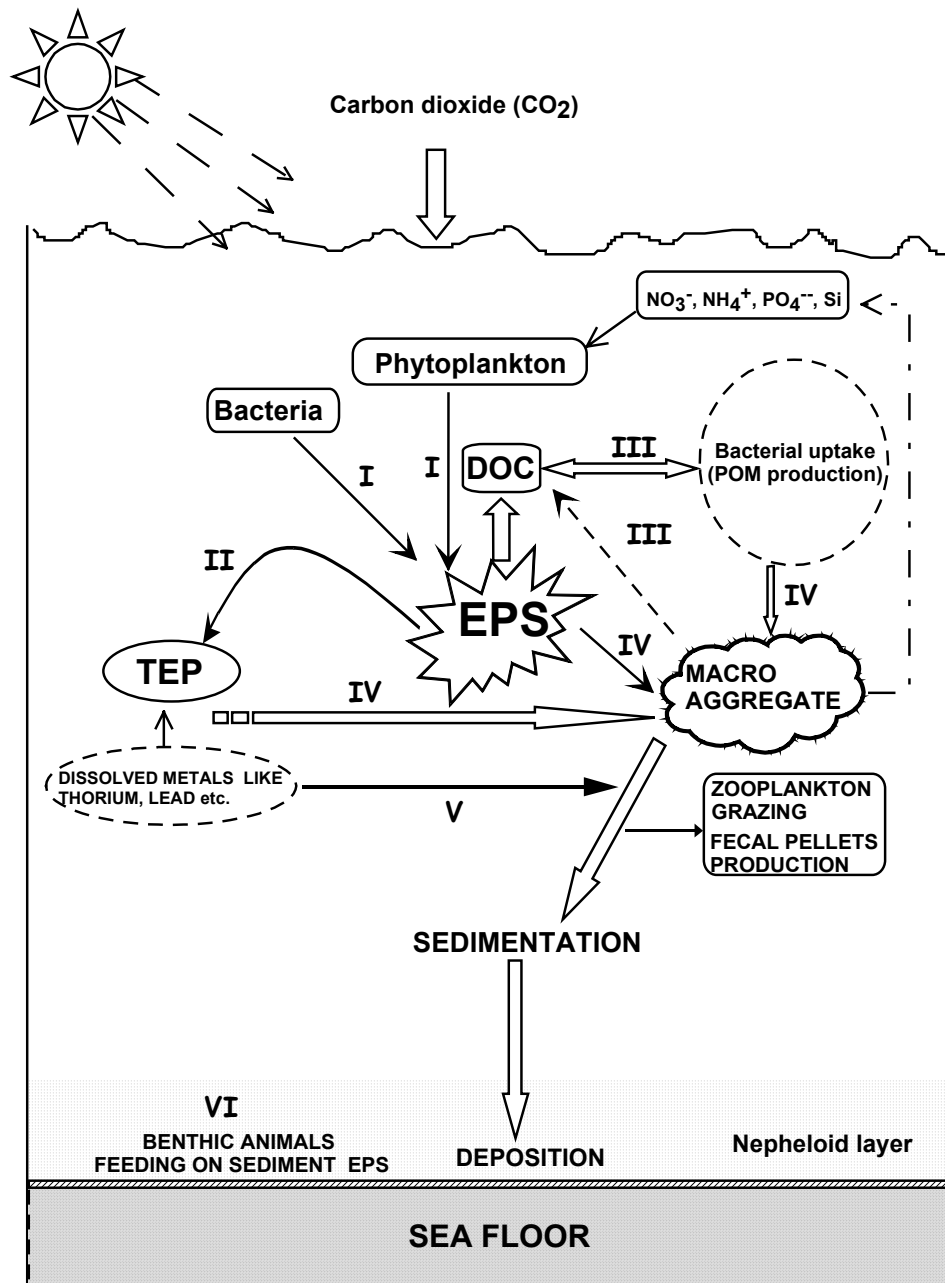 Carbon dioxide (CO2)
NO3-, NH4+, PO4--, Si
Phytoplankton
Bacteria
I
I
DOC
III
Bacterial uptake
(POM production)
III
II
EPS
IV
IV
TEP
IV
MACRO
AGGREGATE
DISSOLVED METALS LIKE
THORIUM, LEAD etc.
V
ZOOPLANKTON
GRAZING
FECAL PELLETS
PRODUCTION
SEDIMENTATION
VI
BENTHIC ANIMALS
FEEDING ON SEDIMENT EPS
DEPOSITION
Nepheloid layer
SEA FLOOR